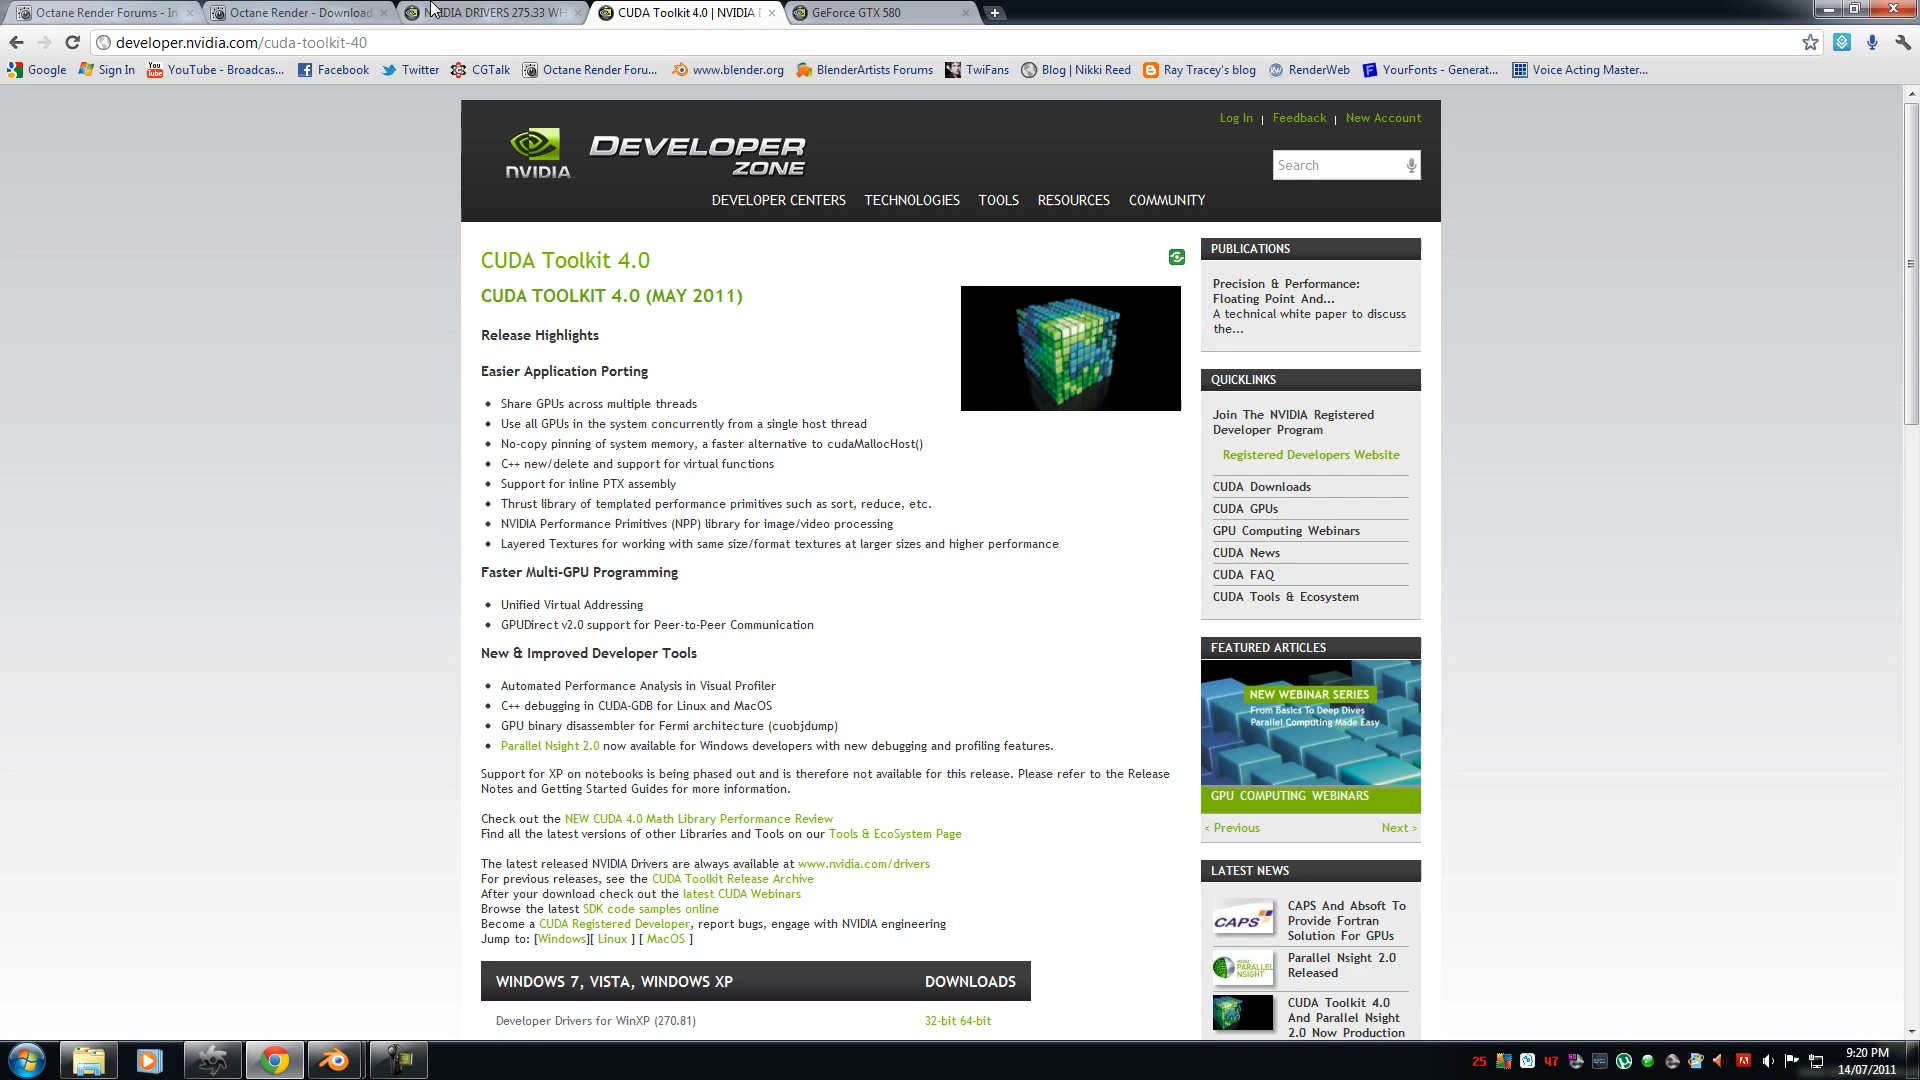 Octane Render Forums - In
Octane Render - Download
NVIDIA DRIVERS 275.33 WH
CUDA Toolkit 4.0 | NVIDIA
GeForce GTX 580
developer.nvidia.com/cuda-toolkit-40
Google
Sign In
YouTube - Broadcas...
Facebook
Twitter
CGTalk
Octane Render Foru...
www.blender.org
BlenderArtists Forums
TwiFans
Blog | Nikki Reed
Ray Tracey's blog
RenderWeb
YourFonts - Generat...
Voice Acting Master...
Log In | Feedback | New Account
NVIDIA
DEVELOPER
ZONE
Search
DEVELOPER CENTERS
TECHNOLOGIES
TOOLS
RESOURCES
COMMUNITY
CUDA Toolkit 4.0
CUDA TOOLKIT 4.0 (MAY 2011)
Release Highlights
Easier Application Porting
Share GPUs across multiple threads
Use all GPUs in the system concurrently from a single host thread
No-copy pinning of system memory, a faster alternative to cudaMallocHost()
C++ new/delete and support for virtual functions
Support for inline PTX assembly
Thrust library of templated performance primitives such as sort, reduce, etc.
NVIDIA Performance Primitives (NPP) library for image/video processing
Layered Textures for working with same size/format textures at larger sizes and higher performance
Faster Multi-GPU Programming
Unified Virtual Addressing
GPUDirect v2.0 support for Peer-to-Peer Communication
New & Improved Developer Tools
Automated Performance Analysis in Visual Profiler
C++ debugging in CUDA-GDB for Linux and MacOS
GPU binary disassembler for Fermi architecture (cuobjdump)
Parallel Nsight 2.0 now available for Windows developers with new debugging and profiling features.
Support for XP on notebooks is being phased out and is therefore not available for this release. Please refer to the Release
Notes and Getting Started Guides for more information.
Check out the NEW CUDA 4.0 Math Library Performance Review
Find all the latest versions of other Libraries and Tools on our Tools & EcoSystem Page
The latest released NVIDIA Drivers are always available at www.nvidia.com/drivers
For previous releases, see the CUDA Toolkit Release Archive
After your download check out the latest CUDA Webinars
Browse the latest SDK code samples online
Become a CUDA Registered Developer, report bugs, engage with NVIDIA engineering
Jump to: [Windows][ Linux ] [ MacOS ]
WINDOWS 7, VISTA, WINDOWS XP DOWNLOADS
Developer Drivers for WinXP (270.81) 32-bit 64-bit
PUBLICATIONS
Precision & Performance:
Floating Point And...
A technical white paper to discuss
the...
QUICKLINKS
Join The NVIDIA Registered
Developer Program
Registered Developers Website
CUDA Downloads
CUDA GPUs
GPU Computing Webinars
CUDA News
CUDA FAQ
CUDA Tools & Ecosystem
FEATURED ARTICLES
NEW WEBINAR SERIES
From Basics To Deep Dives
Parallel Computing Made Easy
GPU COMPUTING WEBINARS
< Previous Next >
LATEST NEWS
CAPS
CAPS And Absoft To
Provide Fortran
Solution For GPUs
PARALLEL
Parallel Nsight 2.0
Released
CUDA Toolkit 4.0
And Parallel Nsight
2.0 Now Production
25
47
9:20 PM
14/07/2011